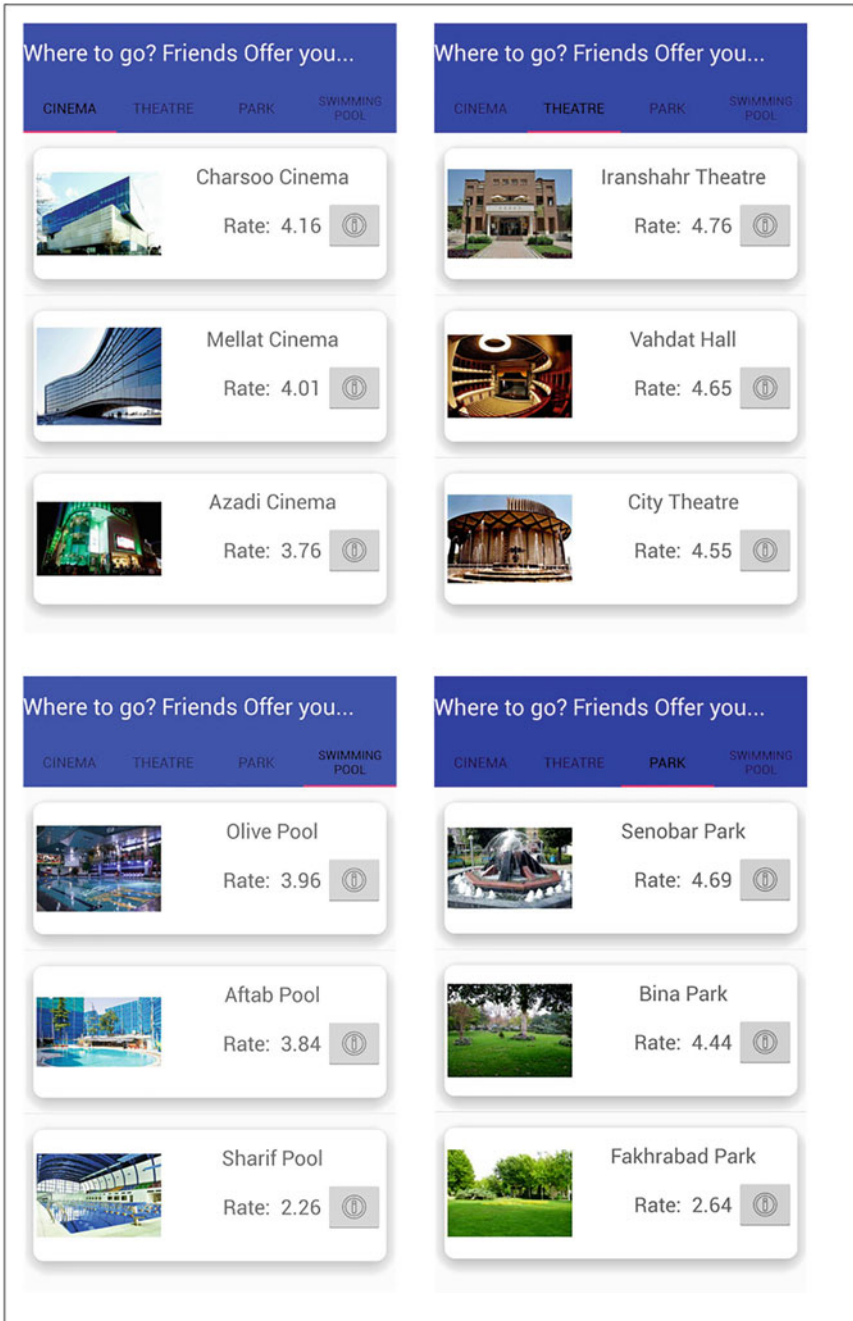 Where to go? Friends Offer you...
CINEMA THEATRE PARK SWIMMING POOL
Charsoo Cinema
Rate: 4.16
Mellat Cinema
Rate: 4.01
Azadi Cinema
Rate: 3.76
Where to go? Friends Offer you...
CINEMA THEATRE PARK SWIMMING POOL
Iranshahr Theatre
Rate: 4.76
Vahdat Hall
Rate: 4.65
City Theatre
Rate: 4.55
Where to go? Friends Offer you...
CINEMA THEATRE PARK SWIMMING POOL
Olive Pool
Rate: 3.96
Aftab Pool
Rate: 3.84
Sharif Pool
Rate: 2.26
Where to go? Friends Offer you...
CINEMA THEATRE PARK SWIMMING POOL
Senobar Park
Rate: 4.69
Bina Park
Rate: 4.44
Fakhrabad Park
Rate: 2.64